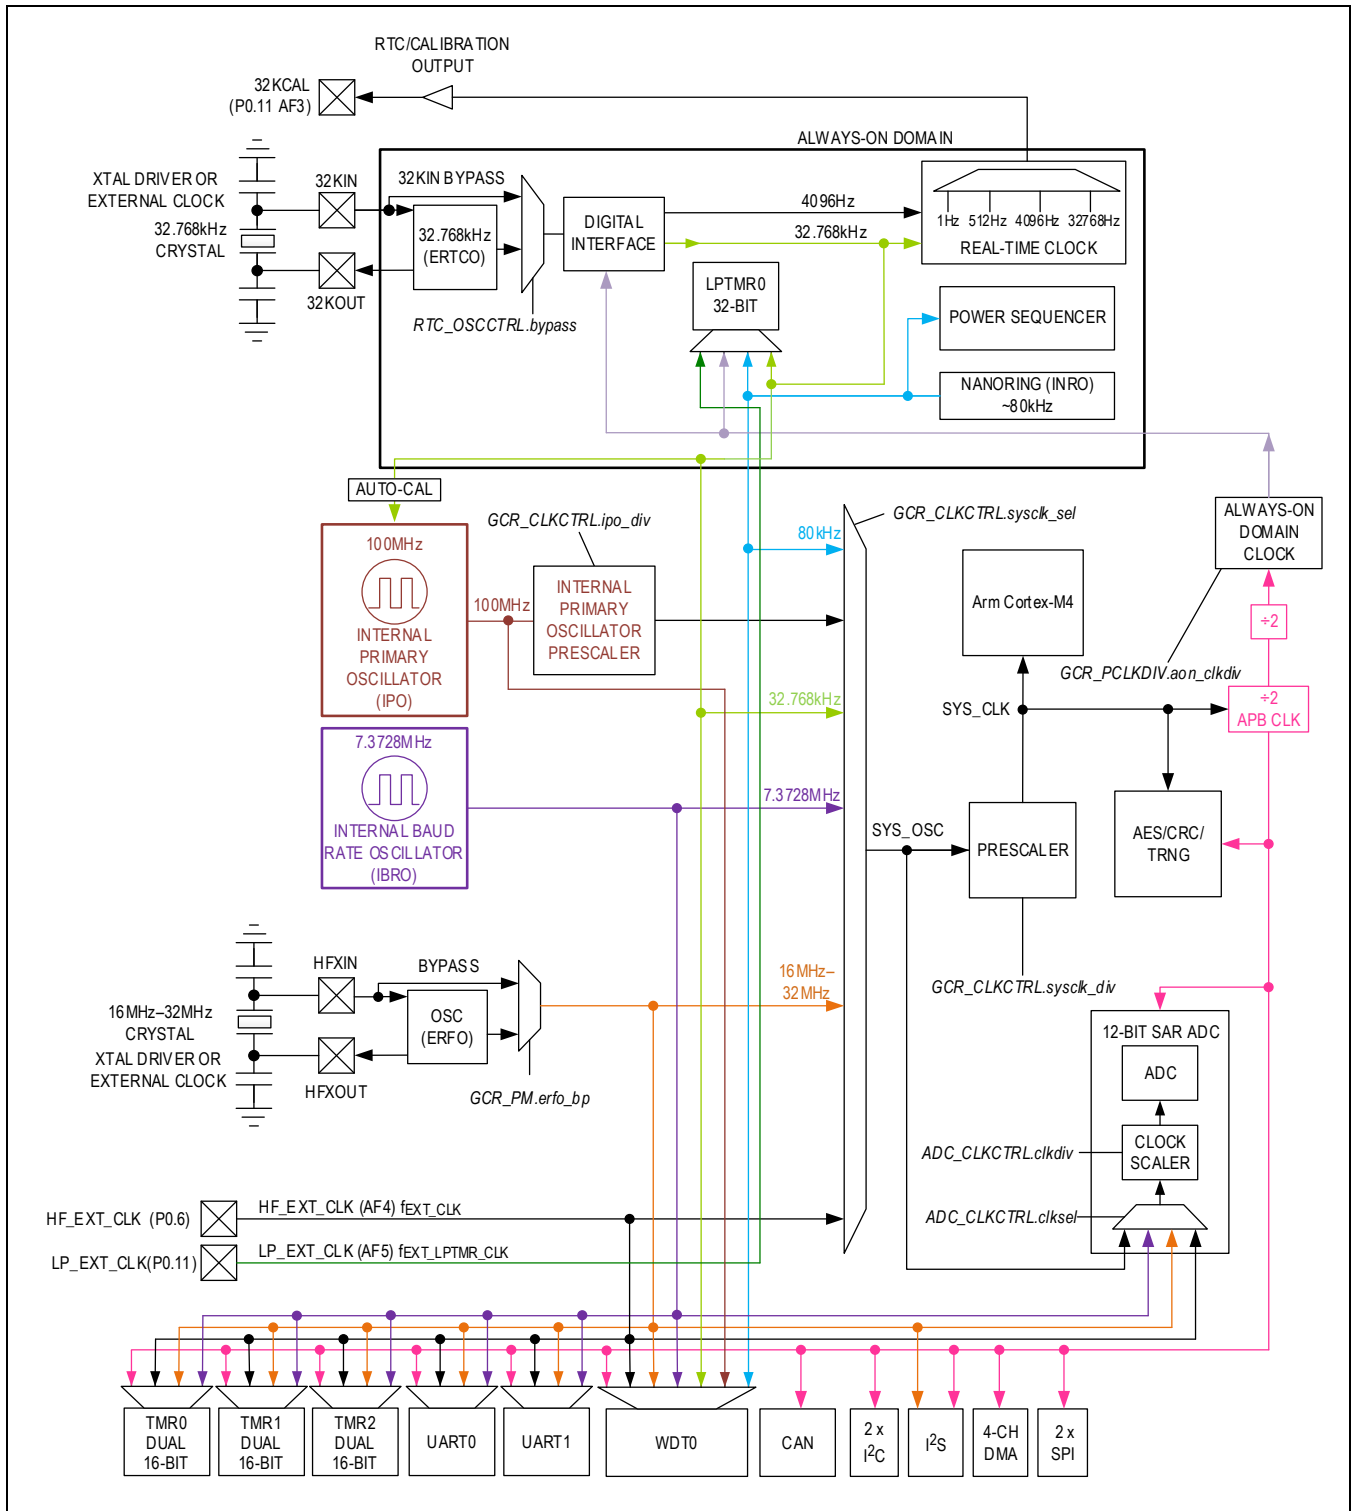 RTC/CALIBRATION
OUTPUT
32KCAL
(P0.11 AF3)
ALWAYS-ON DOMAIN
XTAL DRIVER OR
EXTERNAL CLOCK
32.768kHz
CRYSTAL
32KIN
32KOUT
32KIN BYPASS
32.768kHz
(ERTCO)
RTC_OSCCTRL.bypass
DIGITAL
INTERFACE
4096Hz
32.768kHz
1Hz 512Hz 4096Hz 32768Hz
REAL-TIME CLOCK
LPTMR0
32-BIT
POWER SEQUENCER
NANORING (INRO)
~80kHz
AUTO-CAL
100MHz
INTERNAL
PRIMARY
OSCILLATOR
(IPO)
100MHz
GCR_CLKCTRL.ipo_div
INTERNAL
PRIMARY
OSCILLATOR
PRESCALER
80kHz
GCR_CLKCTRL.sysclk_sel
32.768kHz
Arm Cortex-M4
ALWAYS-ON
DOMAIN
CLOCK
÷2
GCR_PCLKDIV.aon_clkdiv
÷2
APB CLK
SYS_CLK
7.3728MHz
INTERNAL BAUD
RATE OSCILLATOR
(IBRO)
7.3728MHz
SYS_OSC
PRESCALER
AES/CRC/
TRNG
GCR_CLKCTRL.sysclk_div
16MHz–32MHz
CRYSTAL
XTAL DRIVER OR
EXTERNAL CLOCK
HFXIN
HFXOUT
BYPASS
OSC
(ERFO)
GCR_PM.erfo_bp
16MHz–
32MHz
12-BIT SAR ADC
ADC
CLOCK
SCALER
ADC_CLKCTRL.clkdiv
ADC_CLKCTRL.clksel
HF_EXT_CLK (P0.6)
HF_EXT_CLK (AF4) fEXT_CLK
LP_EXT_CLK(P0.11)
LP_EXT_CLK (AF5) fEXT_LPTMR_CLK
TMR0
DUAL
16-BIT
TMR1
DUAL
16-BIT
TMR2
DUAL
16-BIT
UART0
UART1
WDT0
CAN
2 x
I2C
I2S
4-CH
DMA
2 x
SPI